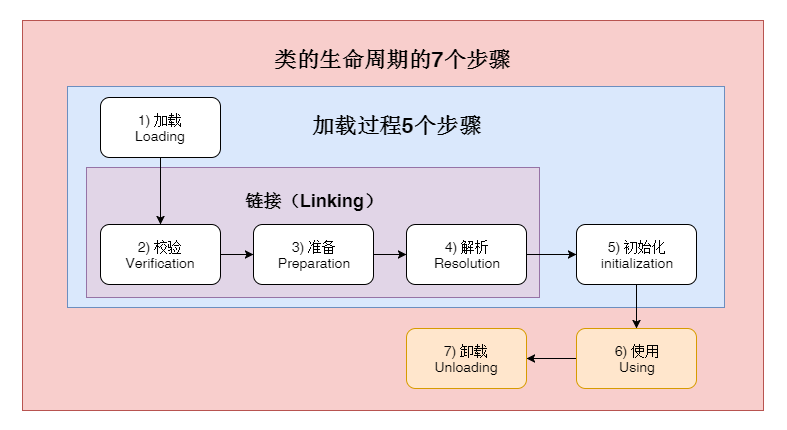 类的生命周期的7个步骤
加载过程5个步骤
1) 加载
Loading
链接（Linking）
2) 校验
Verification
3) 准备
Preparation
4) 解析
Resolution
5) 初始化
initialization
6) 使用
Using
7) 卸载
Unloading